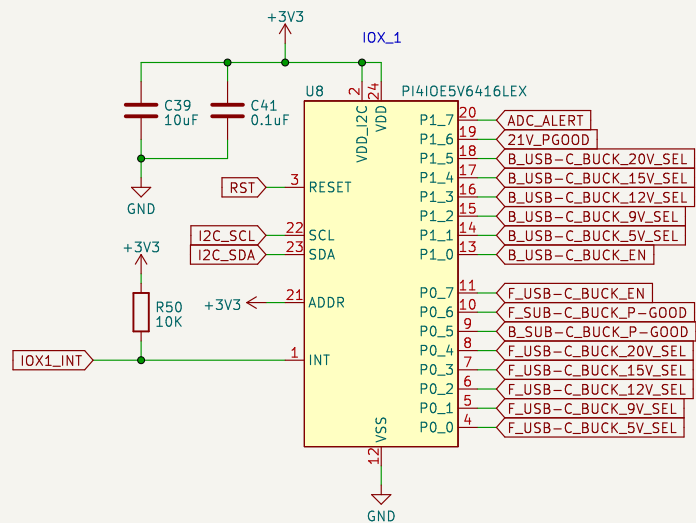 +3V3
IOX_1
U8
PI4IOE5V6416LEX
C39
10uF
C41
0.1uF
GND
2
24
VDD_I2C
VDD
RST
3
RESET
I2C_SCL
22
SCL
I2C_SDA
23
SDA
+3V3
21
ADDR
+3V3
R50
10K
IOX1_INT
1
INT
P1_7
20
ADC_ALERT
P1_6
19
21V_PGOOD
P1_5
18
B_USB-C_BUCK_20V_SEL
P1_4
17
B_USB-C_BUCK_15V_SEL
P1_3
16
B_USB-C_BUCK_12V_SEL
P1_2
15
B_USB-C_BUCK_9V_SEL
P1_1
14
B_USB-C_BUCK_5V_SEL
P1_0
13
B_USB-C_BUCK_EN
P0_7
11
F_USB-C_BUCK_EN
P0_6
10
F_SUB-C_BUCK_P-GOOD
P0_5
9
B_SUB-C_BUCK_P-GOOD
P0_4
8
F_USB-C_BUCK_20V_SEL
P0_3
7
F_USB-C_BUCK_15V_SEL
P0_2
6
F_USB-C_BUCK_12V_SEL
P0_1
5
F_USB-C_BUCK_9V_SEL
P0_0
4
F_USB-C_BUCK_5V_SEL
VSS
12
GND